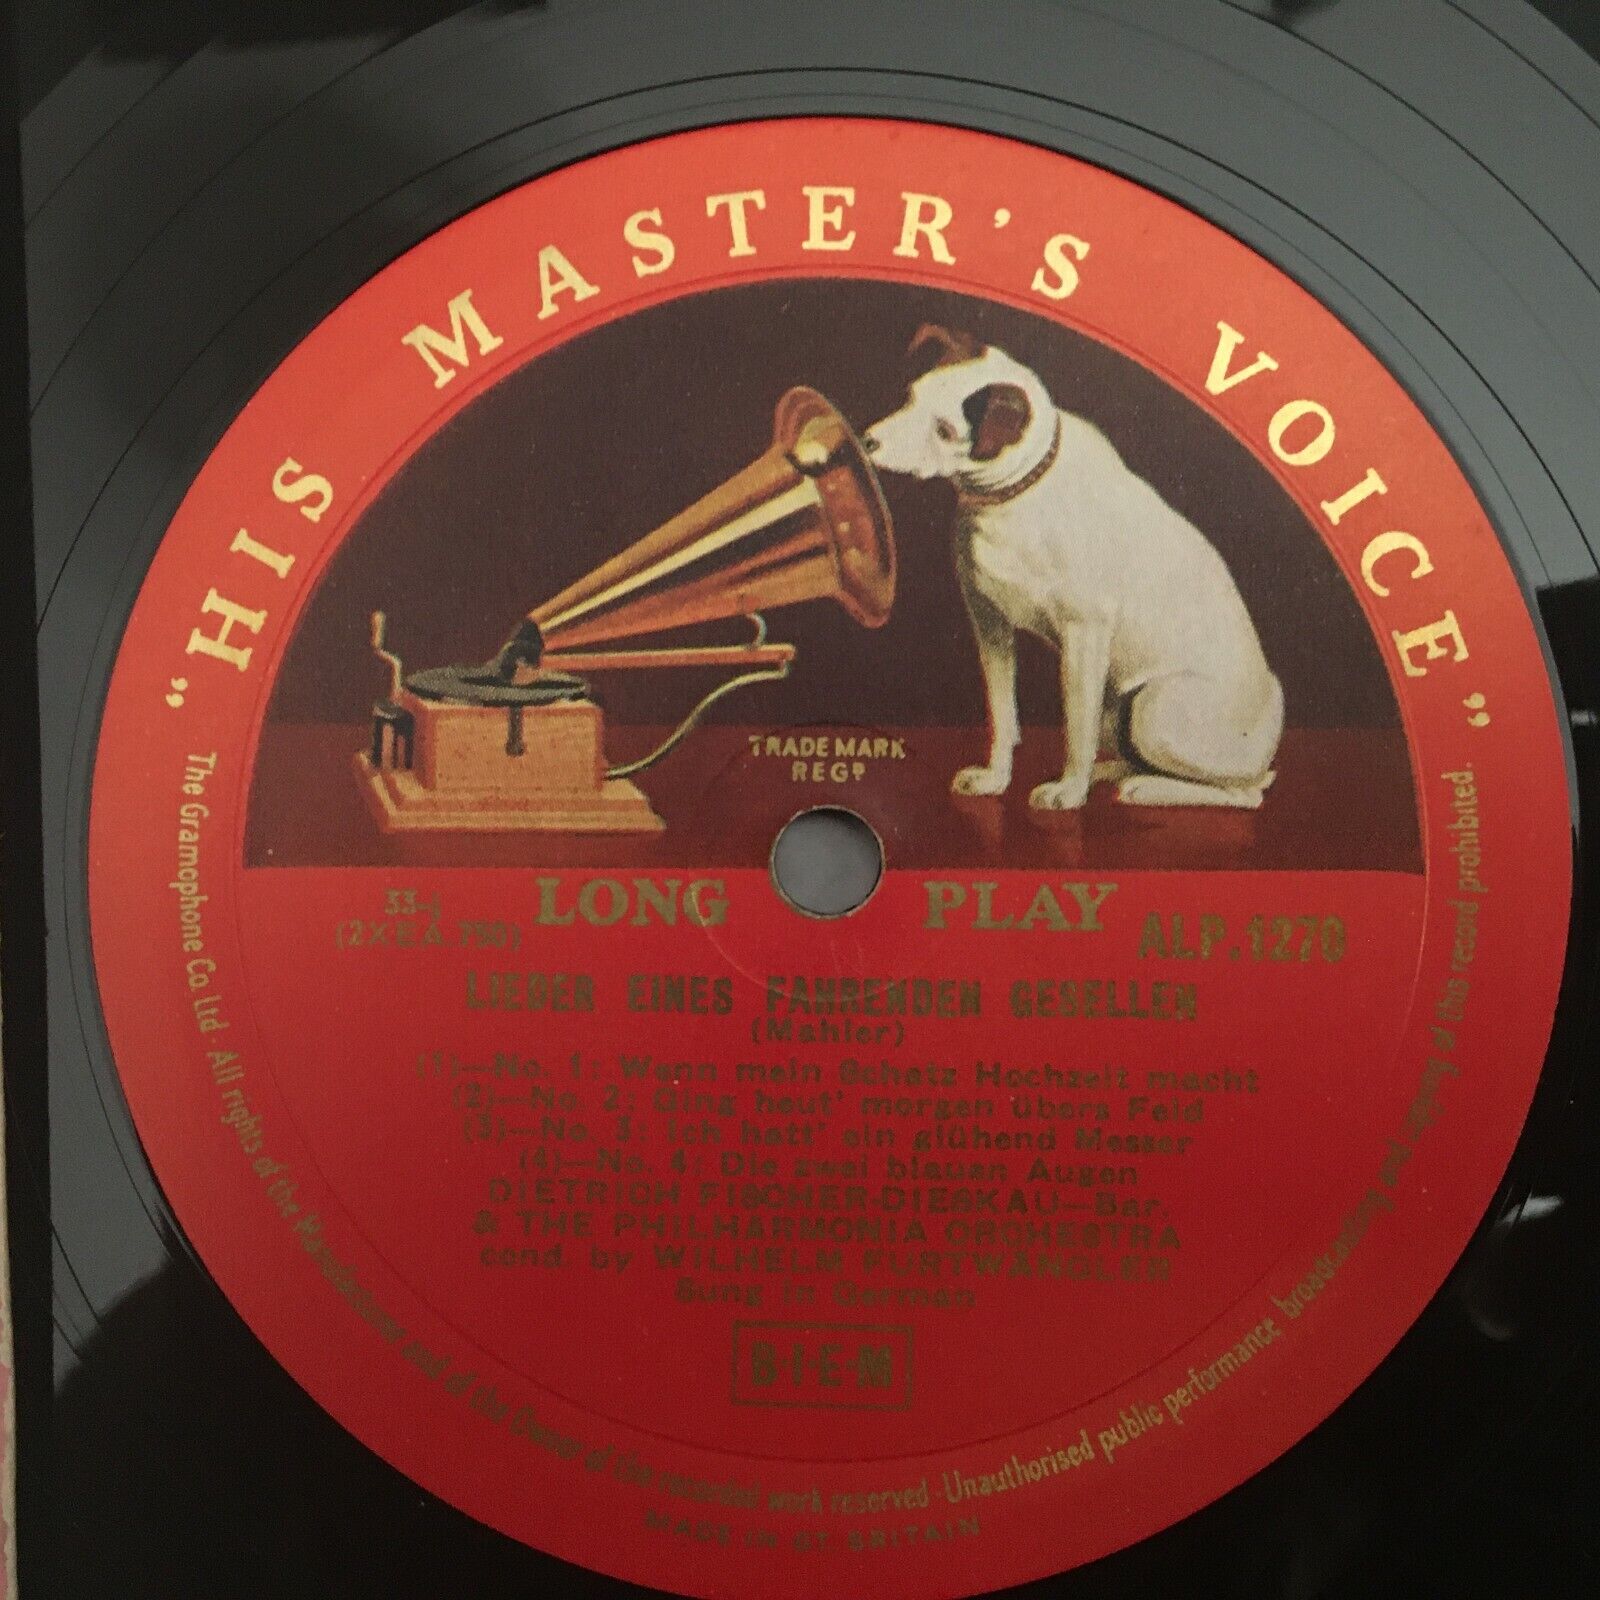 "HIS MASTER'S VOICE"
TRADE MARK
REGD
33-j
(2XEA.750)
LONG PLAY
ALP.1270
LIEDER EINES FAHRENDEN GESELLEN
(Mahler)
(1)—No. 1: Wenn mein Schatz Hochzeit macht
(2)—No. 2: Ging heut' morgen übers Feld
(3)—No. 3: Ich hatt' ein glühend Messer
(4)—No. 4: Die zwei blauen Augen
DIETRICH FISCHER-DIESKAU—Bar.
& THE PHILHARMONIA ORCHESTRA
cond. by WILHELM FURTWÄNGLER
Sung in German
B·I·E·M
The Gramophone Co. Ltd · All rights of the Manufacturer and of the Owner of the recorded work reserved · Unauthorised public performance broadcasting and copying of this record prohibited.
MADE IN GT. BRITAIN